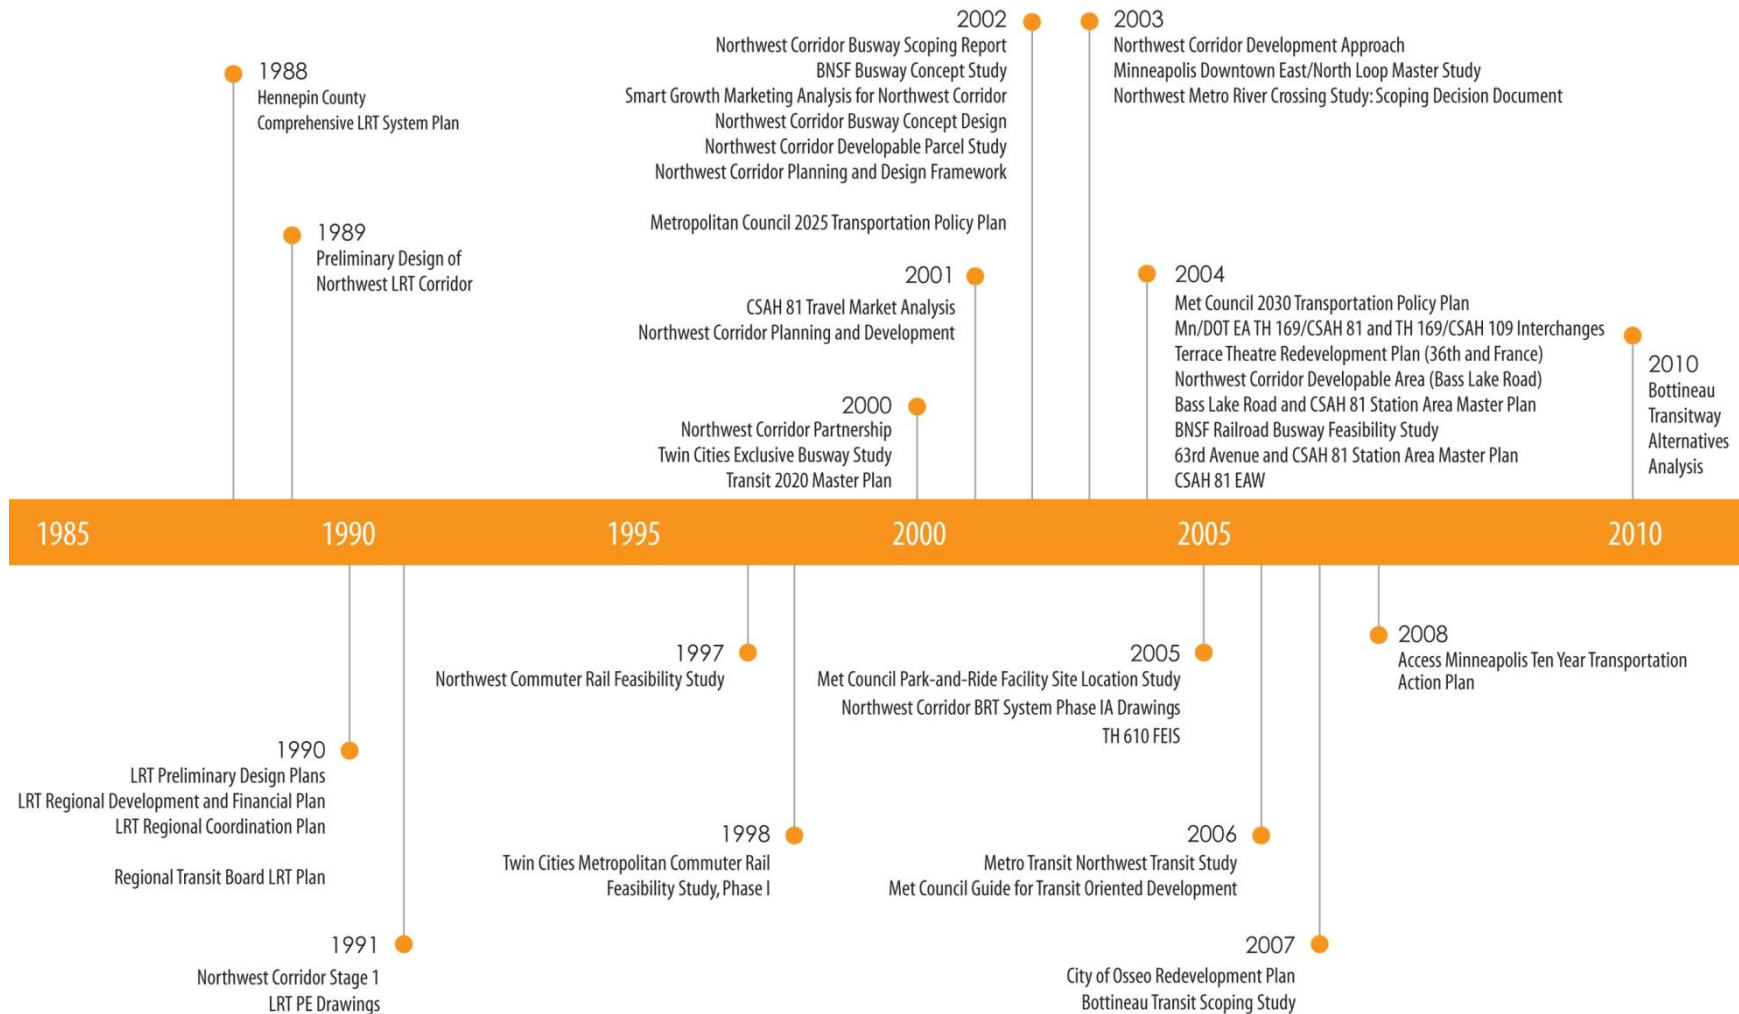 1988
Hennepin County
Comprehensive LRT System Plan
1989
Preliminary Design of
Northwest LRT Corridor
2002
Northwest Corridor Busway Scoping Report
BNSF Busway Concept Study
Smart Growth Marketing Analysis for Northwest Corridor
Northwest Corridor Busway Concept Design
Northwest Corridor Developable Parcel Study
Northwest Corridor Planning and Design Framework
Metropolitan Council 2025 Transportation Policy Plan
2001
CSAH 81 Travel Market Analysis
Northwest Corridor Planning and Development
2000
Northwest Corridor Partnership
Twin Cities Exclusive Busway Study
Transit 2020 Master Plan
2003
Northwest Corridor Development Approach
Minneapolis Downtown East/North Loop Master Study
Northwest Metro River Crossing Study: Scoping Decision Document
2004
Met Council 2030 Transportation Policy Plan
Mn/DOT EA TH 169/CSAH 81 and TH 169/CSAH 109 Interchanges
Terrace Theatre Redevelopment Plan (36th and France)
Northwest Corridor Developable Area (Bass Lake Road)
Bass Lake Road and CSAH 81 Station Area Master Plan
BNSF Railroad Busway Feasibility Study
63rd Avenue and CSAH 81 Station Area Master Plan
CSAH 81 EAW
2010
Bottineau
Transitway
Alternatives
Analysis
1985 1990 1995 2000 2005 2010
1990
LRT Preliminary Design Plans
LRT Regional Development and Financial Plan
LRT Regional Coordination Plan
Regional Transit Board LRT Plan
1991
Northwest Corridor Stage 1
LRT PE Drawings
1997
Northwest Commuter Rail Feasibility Study
1998
Twin Cities Metropolitan Commuter Rail
Feasibility Study, Phase I
2005
Met Council Park-and-Ride Facility Site Location Study
Northwest Corridor BRT System Phase IA Drawings
TH 610 FEIS
2006
Metro Transit Northwest Transit Study
Met Council Guide for Transit Oriented Development
2007
City of Osseo Redevelopment Plan
Bottineau Transit Scoping Study
2008
Access Minneapolis Ten Year Transportation
Action Plan